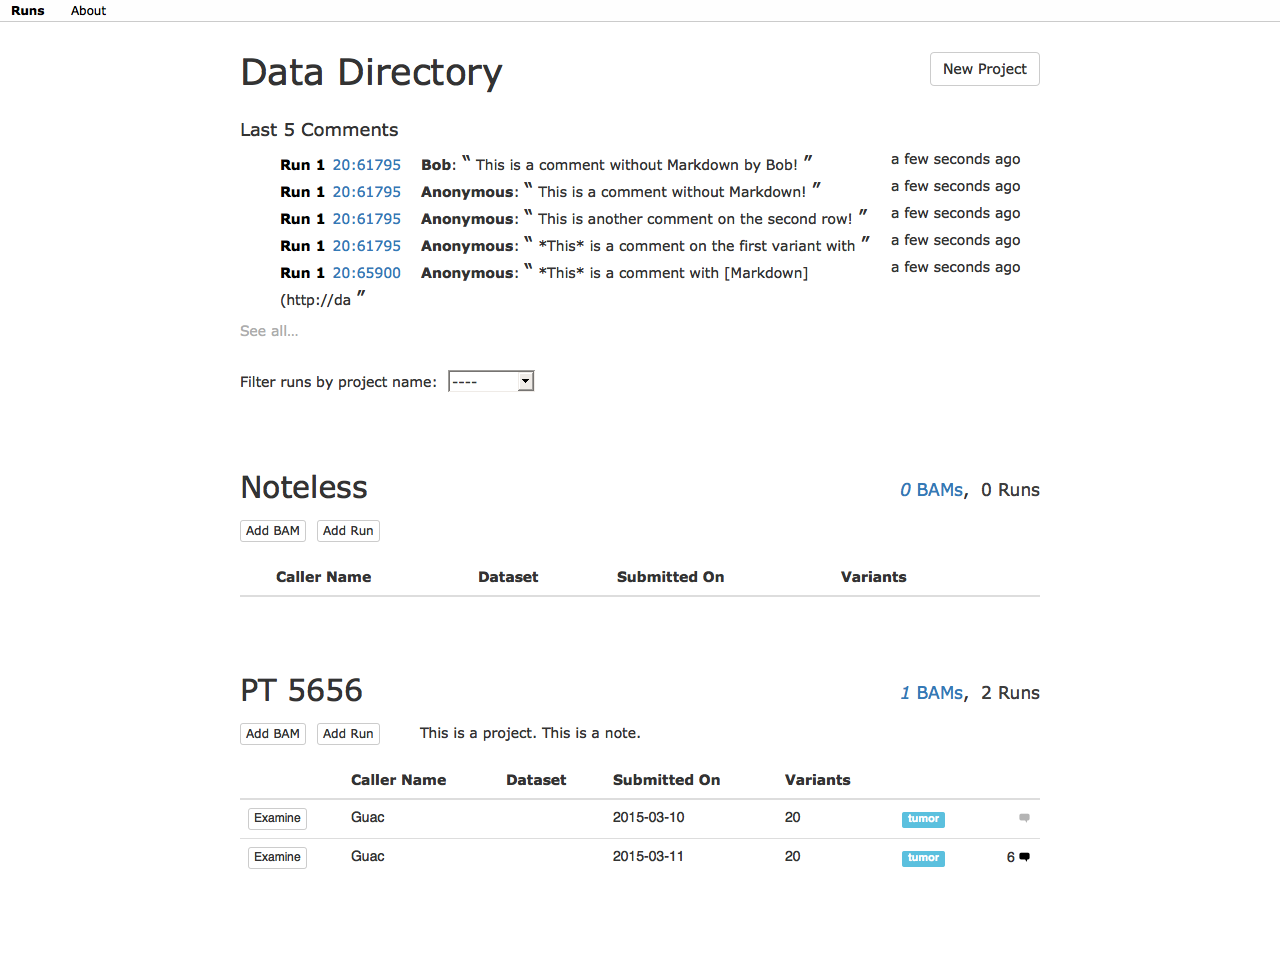 Runs About
Data Directory New Project
Last 5 Comments
Run 1 20:61795 Bob: “ This is a comment without Markdown by Bob! ” a few seconds ago
Run 1 20:61795 Anonymous: “ This is a comment without Markdown! ” a few seconds ago
Run 1 20:61795 Anonymous: “ This is another comment on the second row! ” a few seconds ago
Run 1 20:61795 Anonymous: “ *This* is a comment on the first variant with ” a few seconds ago
Run 1 20:65900 Anonymous: “ *This* is a comment with [Markdown] a few seconds ago
(http://da ”
See all...
Filter runs by project name: ----
Noteless 0 BAMs, 0 Runs
Add BAM Add Run
Caller Name Dataset Submitted On Variants
PT 5656 1 BAMs, 2 Runs
Add BAM Add Run This is a project. This is a note.
Caller Name Dataset Submitted On Variants
Examine Guac 2015-03-10 20 tumor
Examine Guac 2015-03-11 20 tumor 6